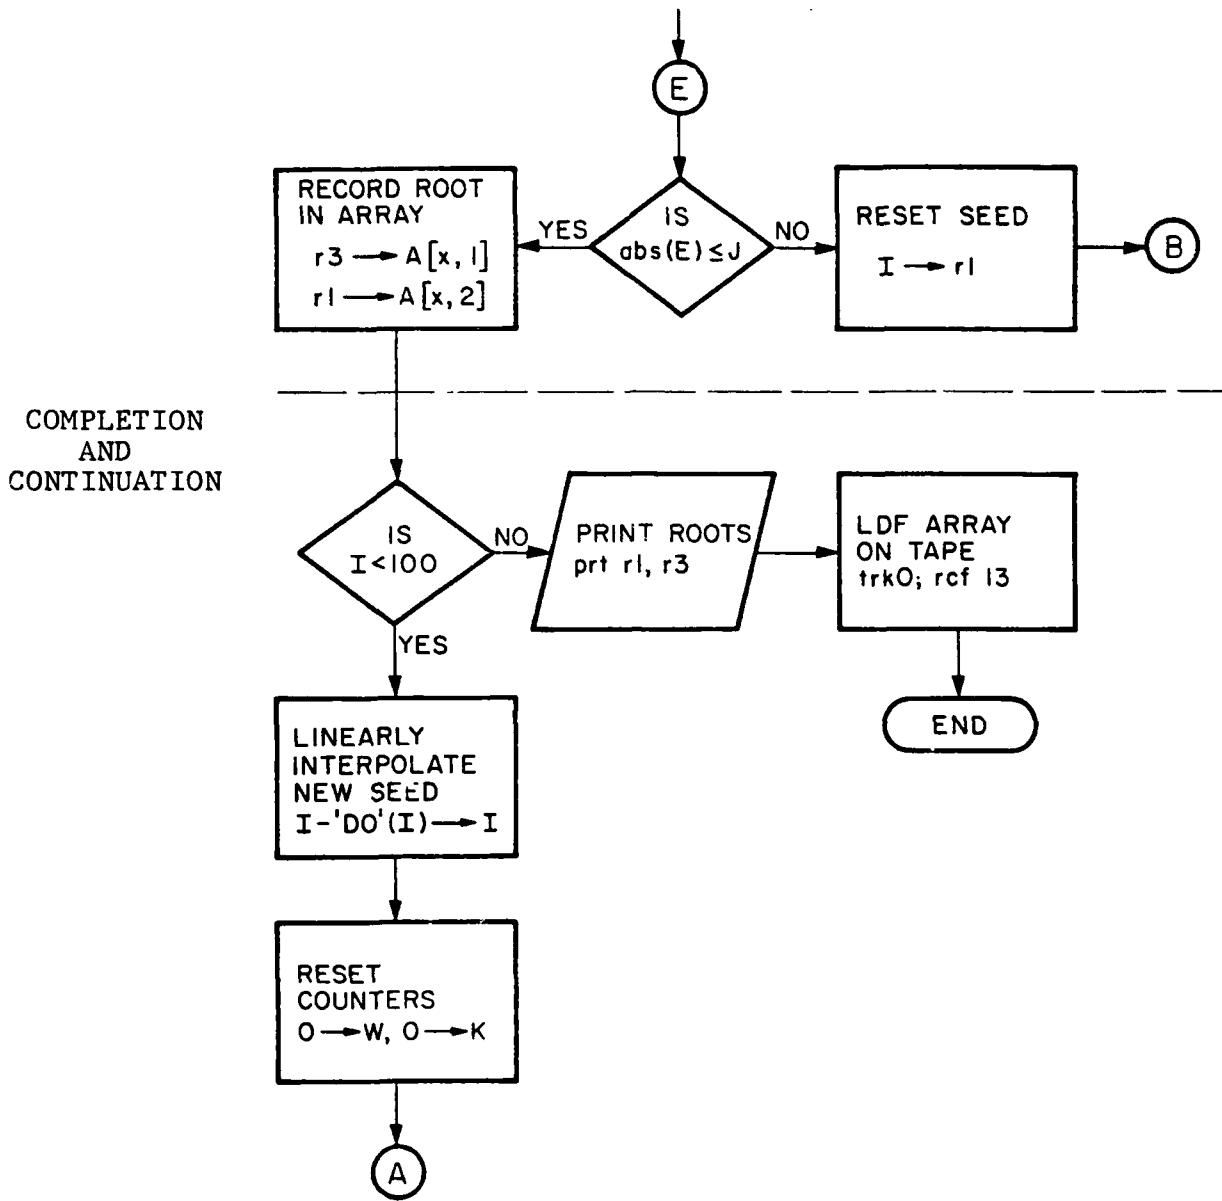 E
RECORD ROOT
IN ARRAY
r3 → A[x, 1]
r1 → A[x, 2]
YES
IS
abs(E) ≤ J
NO
RESET SEED
I → r1
B
COMPLETION
AND
CONTINUATION
IS
I<100
NO
PRINT ROOTS
prt r1, r3
LDF ARRAY
ON TAPE
trk0; rcf 13
YES
END
LINEARLY
INTERPOLATE
NEW SEED
I-'DO'(I) → I
RESET
COUNTERS
0 → W, 0 → K
A